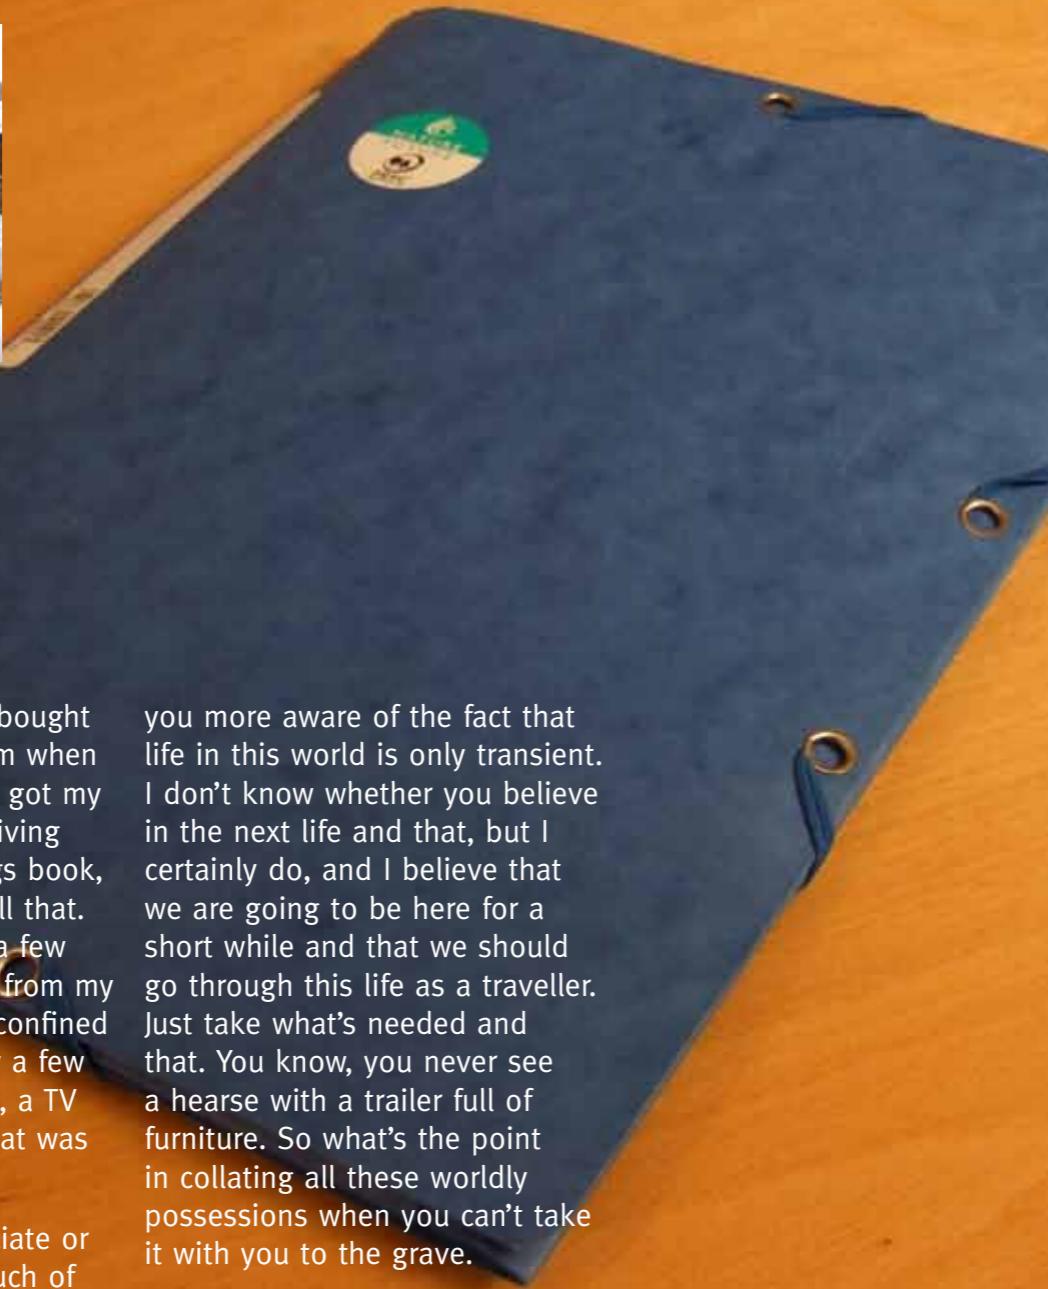 bought
when
got my
book,
that.
a few
from my
confined
a few
a TV
was
or
of
you more aware of the fact that
life in this world is only transient.
I don't know whether you believe
in the next life and that, but I
certainly do, and I believe that
we are going to be here for a
short while and that we should
go through this life as a traveller.
Just take what's needed and
that. You know, you never see
a hearse with a trailer full of
furniture. So what's the point
in collating all these worldly
possessions when you can't take
it with you to the grave.